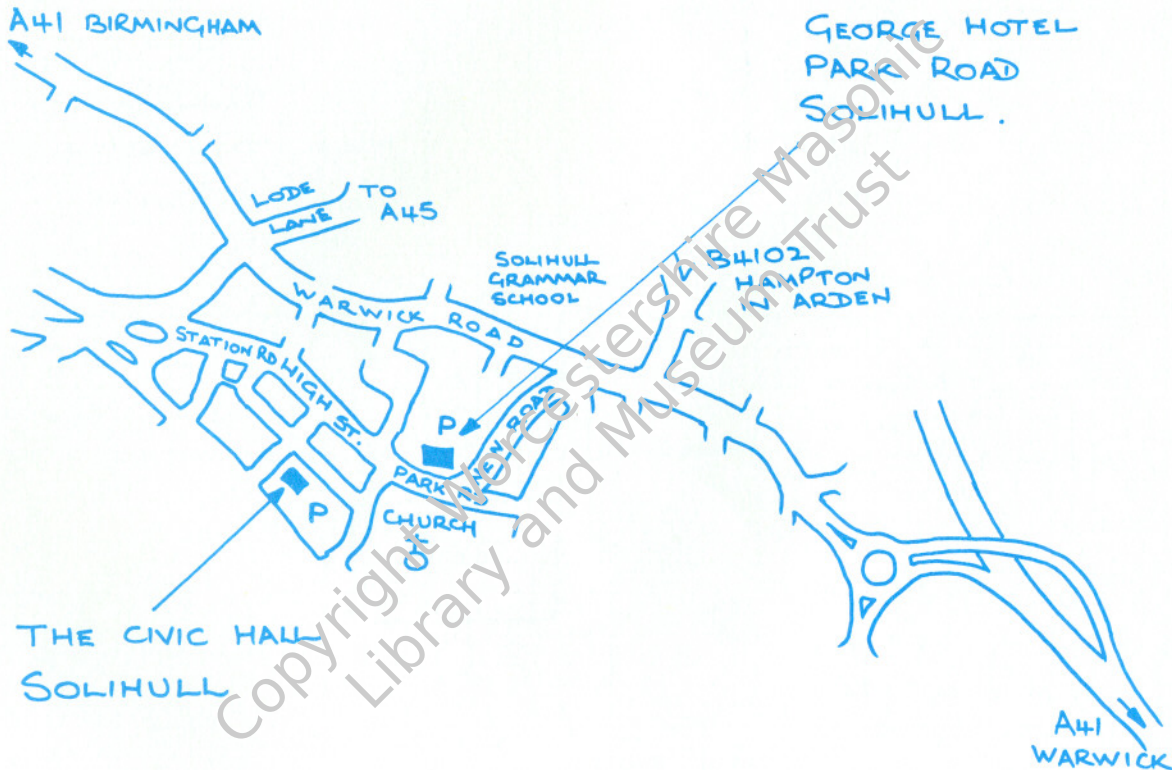 A41 BIRMINGHAM
GEORGE HOTEL
PARK ROAD
SOLIHULL.
LODE
LANE
TO
A45
SOLIHULL
GRAMMAR
SCHOOL
B4102
HAMPTON
IN ARDEN
WARWICK ROAD
STATION RD
HIGH ST.
P
PARK RD
CHURCH
P
THE CIVIC HALL
SOLIHULL
A41
WARWICK
Copyright Worcestershire Masonic
Library and Museum Trust